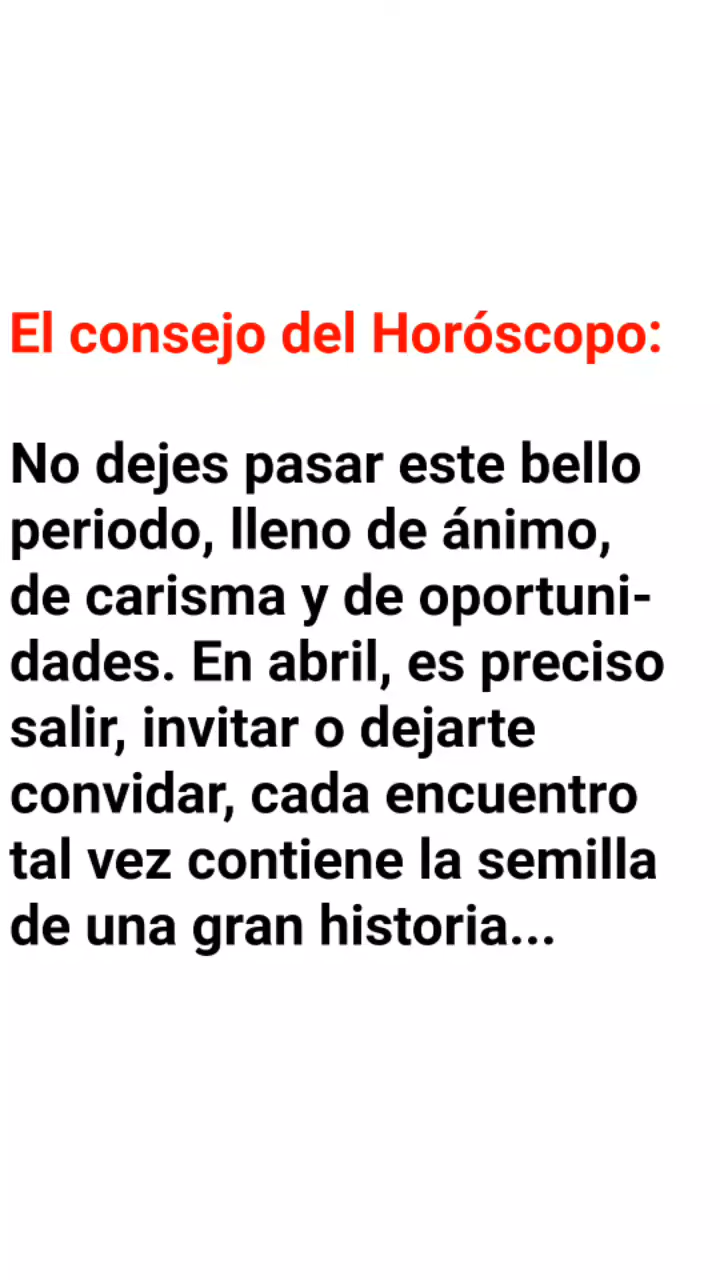 El consejo del Horóscopo:
No dejes pasar este bello
periodo, lleno de ánimo,
de carisma y de oportuni-
dades. En abril, es preciso
salir, invitar o dejarte
convidar, cada encuentro
tal vez contiene la semilla
de una gran historia...